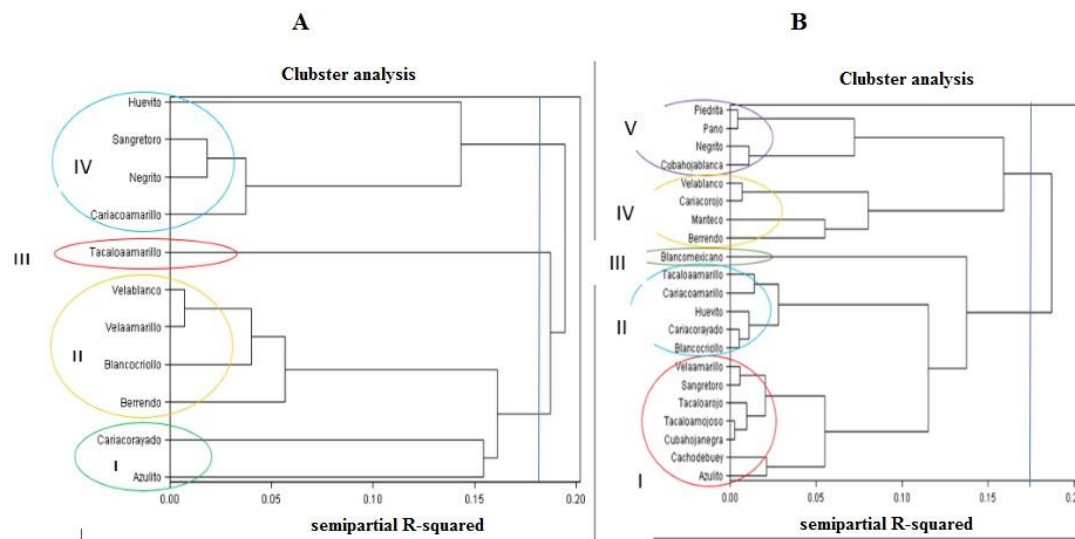 A
Clubster analysis
Huevito
Sangretoro
IV
Negrito
Cariacoamarillo
III
Tacaloaamarillo
Velablanco
Velaamarillo
II
Blancocriollo
Berrendo
Cariacorayado
I
Azulito
0.00 0.05 0.10 0.15 0.20
semipartial R-squared
B
Clubster analysis
Piedrita
V
Pano
Negrito
Cubahojablanca
Velablanco
Cariacorojo
IV
Manteco
Berrendo
III
Blancomexicano
Tacaloaamarillo
Cariacoamarillo
Huevito
II
Cariacorayado
Blancocriollo
Velaamarillo
Sangretoro
Tacaloarojo
Tacaloamojoso
Cubahojanegra
Cachodebuey
I
Azulito
0.00 0.05 0.10 0.15 0.2
semipartial R-squared